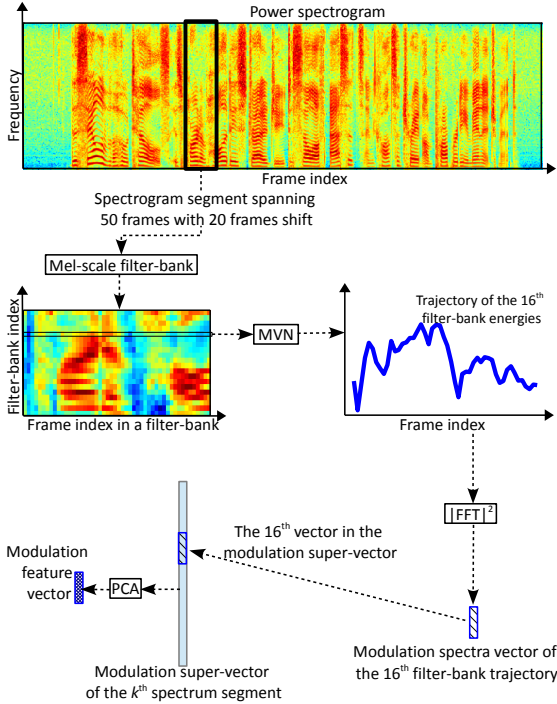 Power spectrogram
Frequency
Frame index
Spectrogram segment spanning
50 frames with 20 frames shift
Mel-scale filter-bank
Filter-bank index
Frame index in a filter-bank
MVN
Trajectory of the 16th
filter-bank energies
Frame index
|FFT|2
The 16th vector in the
modulation super-vector
Modulation
feature
vector
PCA
Modulation super-vector
of the kth spectrum segment
Modulation spectra vector of
the 16th filter-bank trajectory